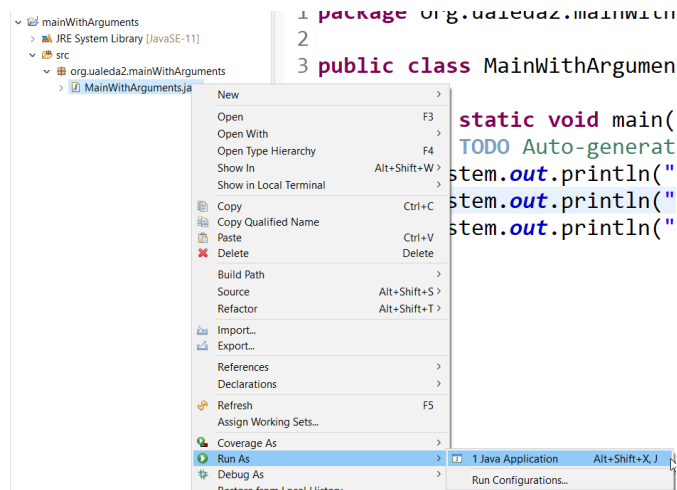 mainWithArguments
JRE System Library [JavaSE-11]
src
org.ualeda2.mainWithArguments
MainWithArguments.ja
1 package org.ualeda2.mainWith
2
3 public class MainWithArgumen
static void main(
TODO Auto-generat
stem.out.println("
stem.out.println("
stem.out.println("
New >
Open F3
Open With >
Open Type Hierarchy F4
Show In Alt+Shift+W >
Show in Local Terminal >
Copy Ctrl+C
Copy Qualified Name
Paste Ctrl+V
Delete Delete
Build Path >
Source Alt+Shift+S >
Refactor Alt+Shift+T >
Import...
Export...
References >
Declarations >
Refresh F5
Assign Working Sets...
Coverage As >
Run As >
Debug As >
Restore from Local History...
1 Java Application Alt+Shift+X, J
Run Configurations...